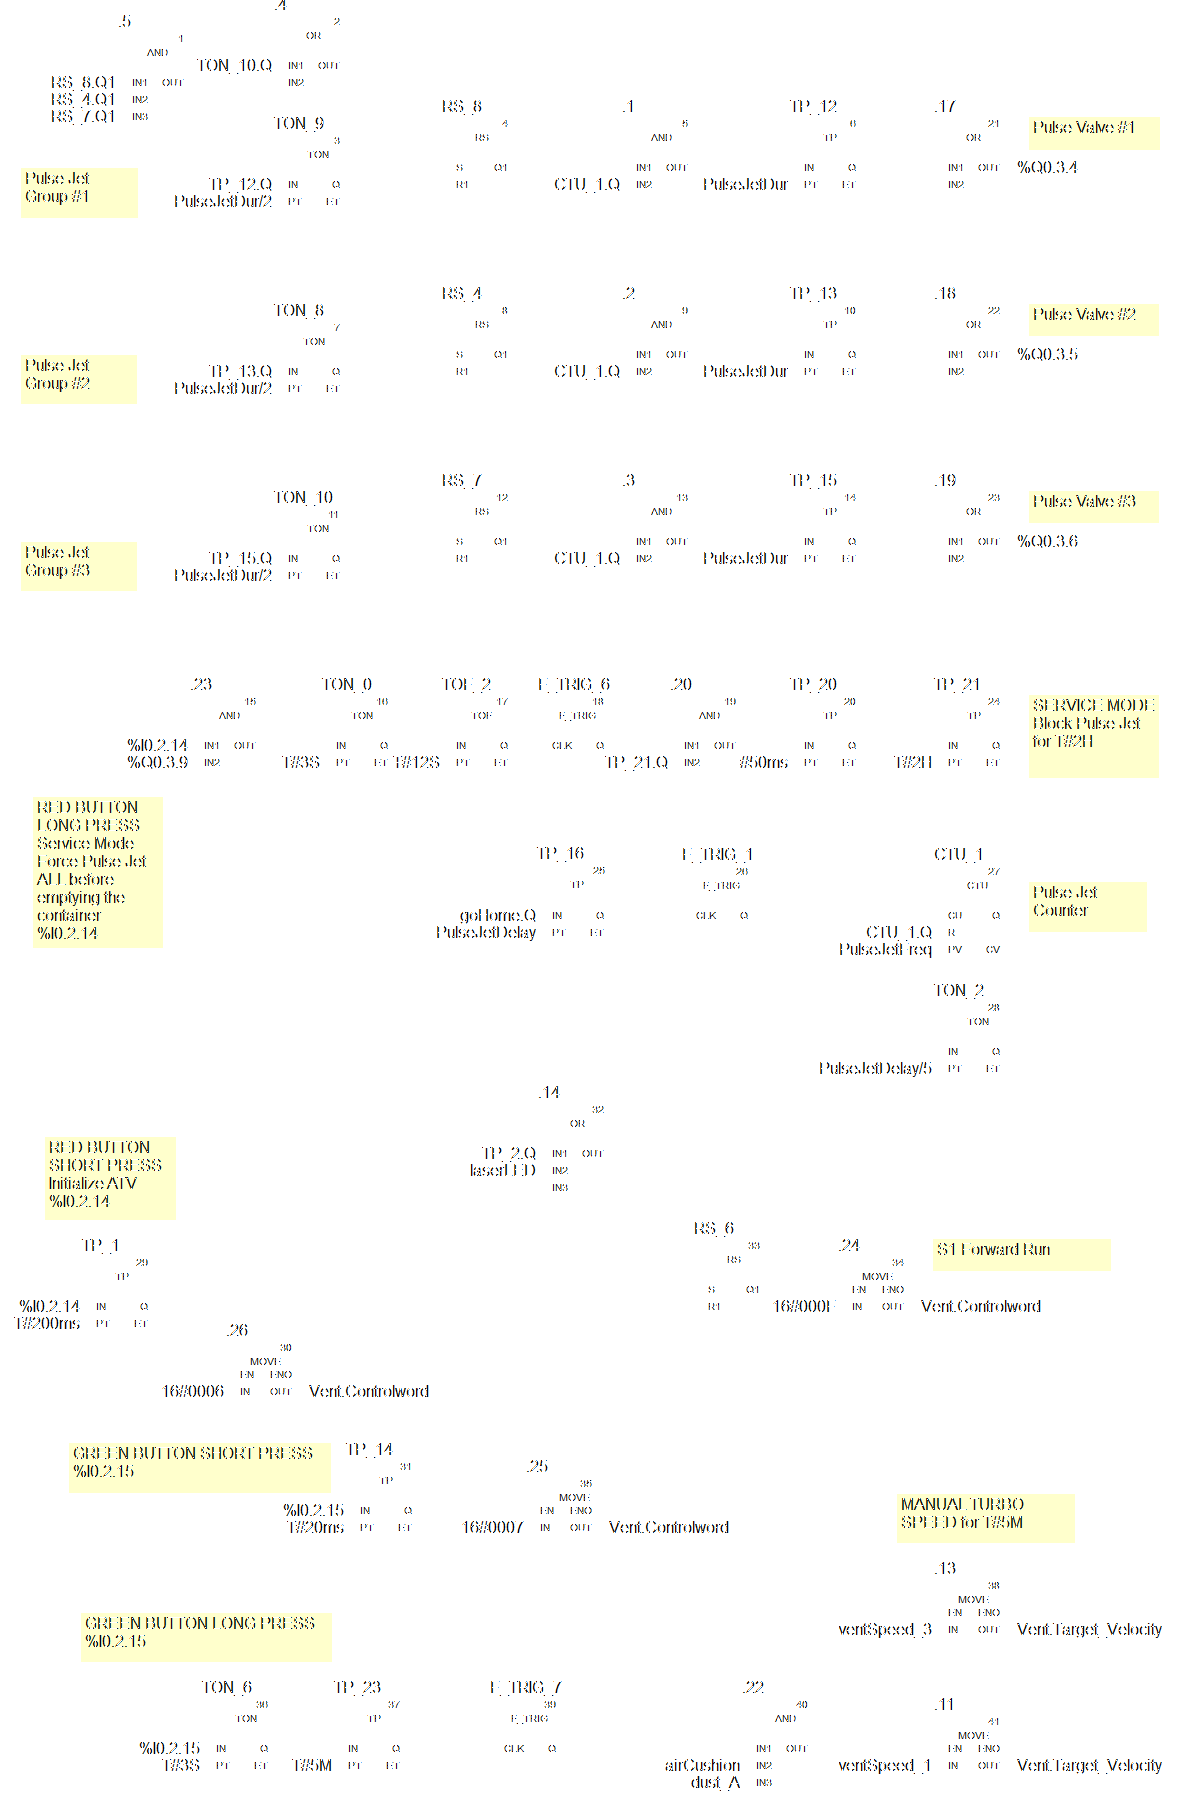 .5
.4
1
2
AND
OR
TON_10.Q IN1 OUT
RS_8.Q1 IN1 OUT
IN2
RS_4.Q1 IN2
RS_7.Q1 IN3
TON_9
RS_8
.1
TP_12
.17
Pulse Valve #1
3
4
5
6
21
TON
RS
AND
TP
OR
S Q1
IN1 OUT
IN Q
IN1 OUT %Q0.3.4
Pulse Jet
Group #1
TP_12.Q IN Q
R1
CTU_1.Q IN2
PulseJetDur PT ET
IN2
PulseJetDur/2 PT ET
TON_8
RS_4
.2
TP_13
.18
Pulse Valve #2
7
8
9
10
22
TON
RS
AND
TP
OR
S Q1
IN1 OUT
IN Q
IN1 OUT %Q0.3.5
Pulse Jet
Group #2
TP_13.Q IN Q
R1
CTU_1.Q IN2
PulseJetDur PT ET
IN2
PulseJetDur/2 PT ET
TON_10
RS_7
.3
TP_15
.19
Pulse Valve #3
11
12
13
14
23
TON
RS
AND
TP
OR
S Q1
IN1 OUT
IN Q
IN1 OUT %Q0.3.6
Pulse Jet
Group #3
TP_15.Q IN Q
R1
CTU_1.Q IN2
PulseJetDur PT ET
IN2
PulseJetDur/2 PT ET
.23
TON_0
TOF_2
F_TRIG_6
.20
TP_20
TP_21
15
16
17
18
19
20
24
AND
TON
TOF
F_TRIG
AND
TP
TP
SERVICE MODE
Block Pulse Jet
for T#2H
%I0.2.14 IN1 OUT
IN Q
IN Q
CLK Q
IN1 OUT
IN Q
IN Q
%Q0.3.9 IN2
T#3S PT ET
T#12S PT ET
TP_21.Q IN2
#50ms PT ET
T#2H PT ET
RED BUTTON
LONG PRESS
Service Mode
Force Pulse Jet
ALL before
emptying the
container
%I0.2.14
TP_16
F_TRIG_1
CTU_1
25
26
27
TP
F_TRIG
CTU
Pulse Jet
Counter
goHome.Q IN Q
CLK Q
CU Q
PulseJetDelay PT ET
CTU_1.Q R
PulseJetFreq PV CV
TON_2
28
TON
IN Q
PulseJetDelay/5 PT ET
.14
32
OR
TP_2.Q IN1 OUT
laserLED IN2
IN3
RED BUTTON
SHORT PRESS
Initialize ATV
%I0.2.14
RS_6
.24
S1 Forward Run
TP_1
33
34
29
RS
MOVE
TP
S Q1
EN ENO
%I0.2.14 IN Q
R1
16#000F IN OUT Vent.Controlword
T#200ms PT ET
.26
30
MOVE
EN ENO
16#0006 IN OUT Vent.Controlword
GREEN BUTTON SHORT PRESS
%I0.2.15
TP_14
.25
31
35
TP
MOVE
%I0.2.15 IN Q
EN ENO
T#20ms PT ET
16#0007 IN OUT Vent.Controlword
MANUAL TURBO
SPEED for T#5M
.13
38
MOVE
EN ENO
ventSpeed_3 IN OUT Vent.Target_Velocity
GREEN BUTTON LONG PRESS
%I0.2.15
TON_6
TP_23
F_TRIG_7
.22
.11
36
37
39
40
41
TON
TP
F_TRIG
AND
MOVE
%I0.2.15 IN Q
IN Q
CLK Q
IN1 OUT
EN ENO
T#3S PT ET
T#5M PT ET
airCushion IN2
ventSpeed_1 IN OUT Vent.Target_Velocity
dust_A IN3